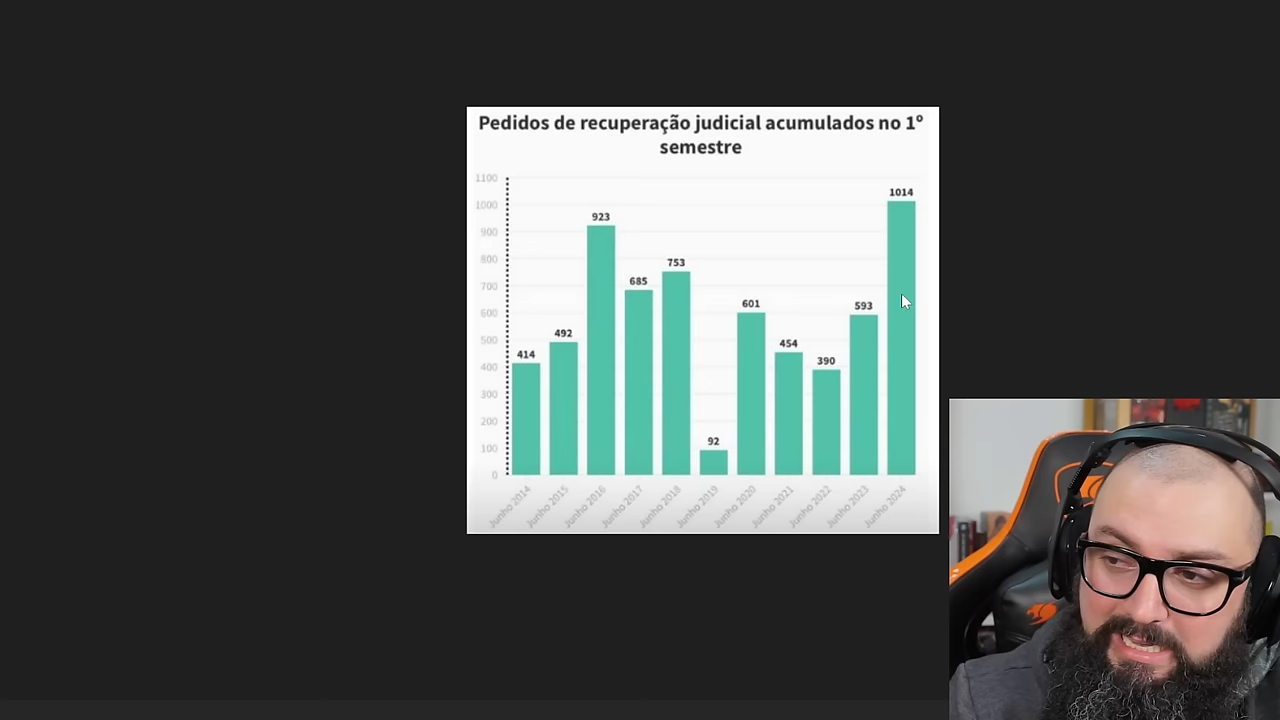 Pedidos de recuperação judicial acumulados no 1º
semestre
1100
1000
900
800
700
600
500
400
300
200
100
0
414
492
923
685
753
92
601
454
390
593
1014
Junho 2014
Junho 2015
Junho 2016
Junho 2017
Junho 2018
Junho 2019
Junho 2020
Junho 2021
Junho 2022
Junho 2023
Junho 2024